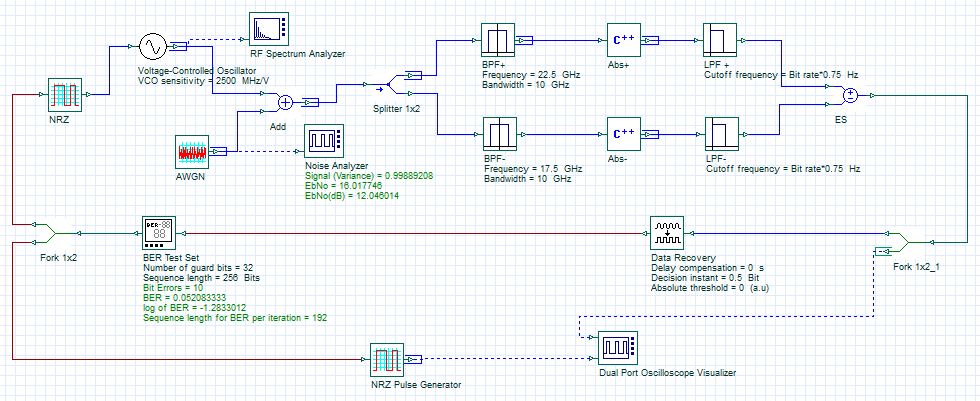 RF Spectrum Analyzer
Voltage-Controlled Oscillator
VCO sensitivity = 2500 MHz/V
NRZ
Add
AWGN
Noise Analyzer
Signal (Variance) = 0.99889208
EbNo = 16.017746
EbNo(dB) = 12.046014
Splitter 1x2
BPF+
Frequency = 22.5 GHz
Bandwidth = 10 GHz
C++
Abs+
LPF +
Cutoff frequency = Bit rate*0.75 Hz
ES
BPF-
Frequency = 17.5 GHz
Bandwidth = 10 GHz
C++
Abs-
LPF-
Cutoff frequency = Bit rate*0.75 Hz
Fork 1x2
BER-88
88
BER Test Set
Number of guard bits = 32
Sequence length = 256 Bits
Bit Errors = 10
BER = 0.052083333
log of BER = -1.2833012
Sequence length for BER per iteration = 192
Data Recovery
Delay compensation = 0 s
Decision instant = 0.5 Bit
Absolute threshold = 0 (a.u)
Fork 1x2_1
NRZ Pulse Generator
Dual Port Oscilloscope Visualizer